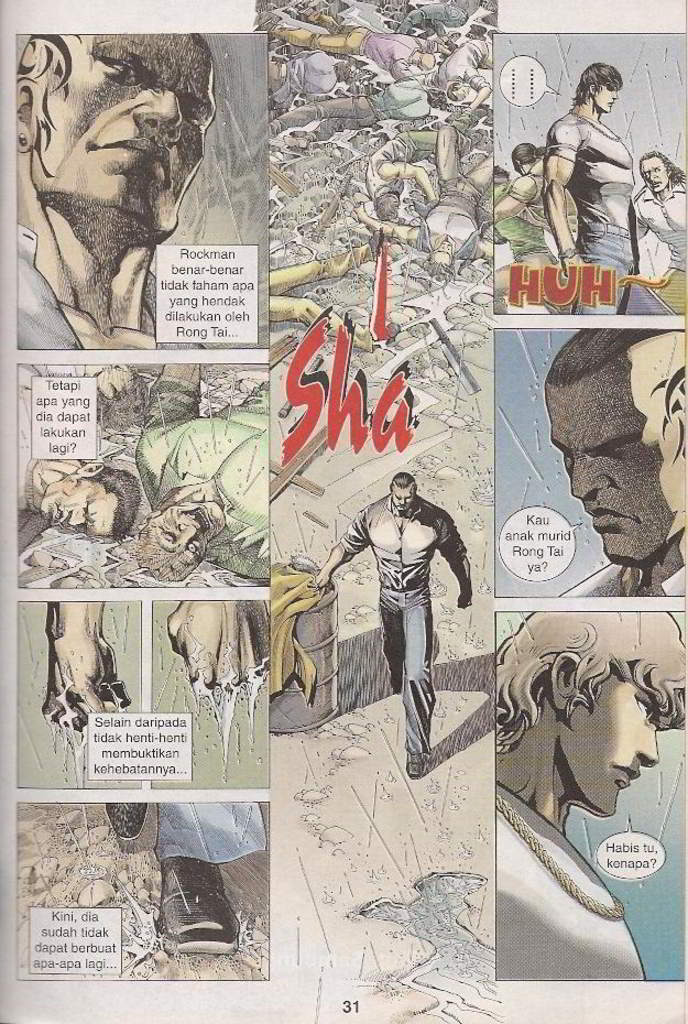 Rockman
benar-benar
tidak faham apa
yang hendak
dilakukan oleh
Rong Tai...
Tetapi
apa yang
dia dapat
lakukan
lagi?
Selain daripada
tidak henti-henti
membuktikan
kehebatannya...
Kini, dia
sudah tidak
dapat berbuat
apa-apa lagi...
Sha
HUH~
Kau
anak murid
Rong Tai
ya?
Habis tu,
kenapa?
31